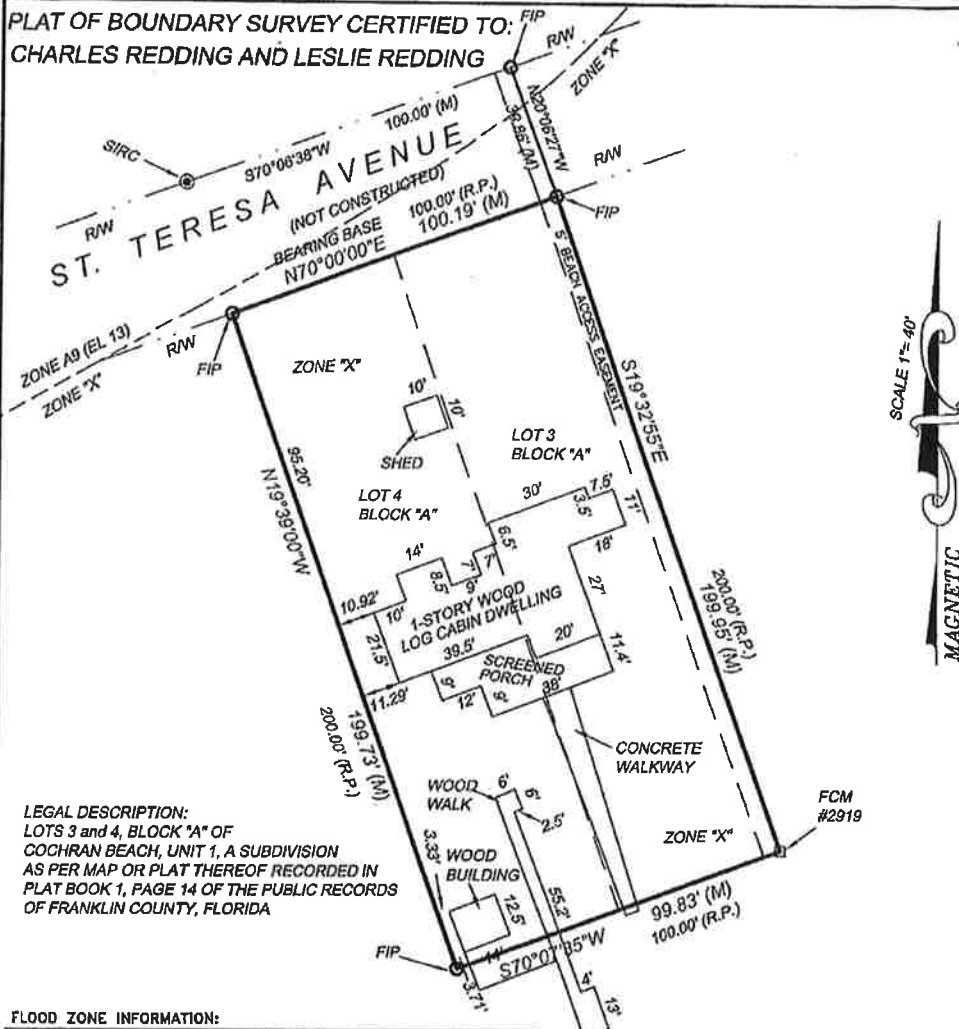 PLAT OF BOUNDARY SURVEY CERTIFIED TO:
CHARLES REDDING AND LESLIE REDDING
FIP
R/W
ZONE "X"
SIRC
S70°06'38"W
100.00' (M)
39.86' (M)
N20°06'27"W
R/W
R/W
ST. TERESA AVENUE
(NOT CONSTRUCTED)
BEARING BASE
N70°00'00"E
100.00' (R.P.)
100.19' (M)
FIP
5' BEACH ACCESS EASEMENT
ZONE A9 (EL 13)
ZONE "X"
R/W
FIP
ZONE "X"
S19°32'55"E
SCALE 1"= 40'
10'
10'
SHED
LOT 3
BLOCK "A"
95.20'
N19°39'00"W
LOT 4
BLOCK "A"
30'
7.5'
3.5'
11'
6.5'
18'
14'
8.5'
7'
7'
9'
27'
10.92'
10'
1-STORY WOOD
LOG CABIN DWELLING
21.5'
39.5'
20'
11.4'
SCREENED
PORCH
9'
12'
9'
38'
11.29'
199.73' (M)
200.00' (R.P.)
200.00' (R.P.)
199.95' (M)
MAGNETIC
CONCRETE
WALKWAY
WOOD
WALK
6'
6'
2.5'
FCM
#2919
ZONE "X"
LEGAL DESCRIPTION:
LOTS 3 and 4, BLOCK "A" OF
COCHRAN BEACH, UNIT 1, A SUBDIVISION
AS PER MAP OR PLAT THEREOF RECORDED IN
PLAT BOOK 1, PAGE 14 OF THE PUBLIC RECORDS
OF FRANKLIN COUNTY, FLORIDA
3.33'
WOOD
BUILDING
12.5'
14'
55.2'
99.83' (M)
100.00' (R.P.)
S70°07'35"W
FIP
3.71'
4'
13'
FLOOD ZONE INFORMATION: